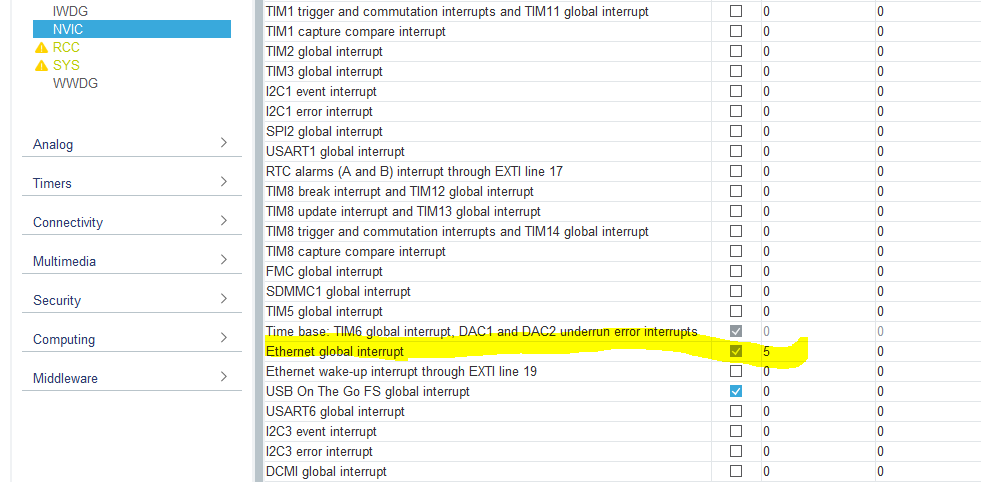 IWDG
NVIC
RCC
SYS
WWDG
Analog
Timers
Connectivity
Multimedia
Security
Computing
Middleware
TIM1 trigger and commutation interrupts and TIM11 global interrupt 0 0
TIM1 capture compare interrupt 0 0
TIM2 global interrupt 0 0
TIM3 global interrupt 0 0
I2C1 event interrupt 0 0
I2C1 error interrupt 0 0
SPI2 global interrupt 0 0
USART1 global interrupt 0 0
RTC alarms (A and B) interrupt through EXTI line 17 0 0
TIM8 break interrupt and TIM12 global interrupt 0 0
TIM8 update interrupt and TIM13 global interrupt 0 0
TIM8 trigger and commutation interrupts and TIM14 global interrupt 0 0
TIM8 capture compare interrupt 0 0
FMC global interrupt 0 0
SDMMC1 global interrupt 0 0
TIM5 global interrupt 0 0
Time base: TIM6 global interrupt, DAC1 and DAC2 underrun error interrupts 0 0
Ethernet global interrupt 5 0
Ethernet wake-up interrupt through EXTI line 19 0 0
USB On The Go FS global interrupt 0 0
USART6 global interrupt 0 0
I2C3 event interrupt 0 0
I2C3 error interrupt 0 0
DCMI global interrupt 0 0